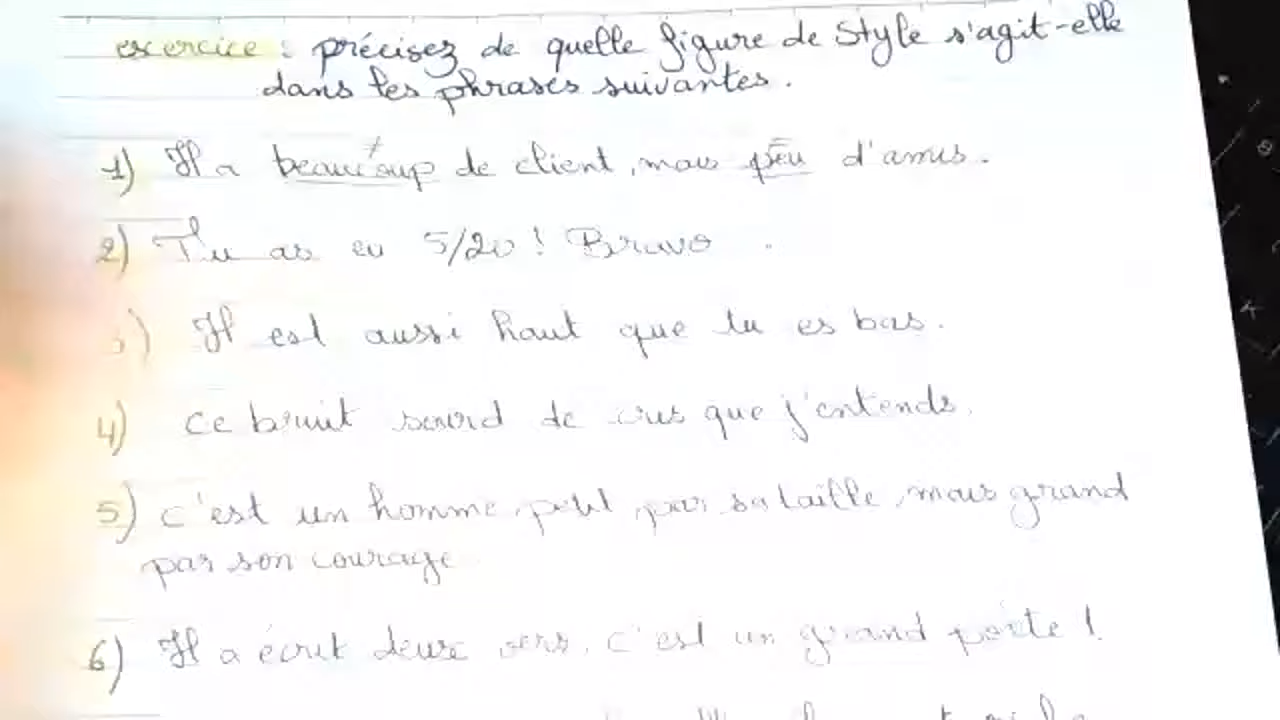 exercice : précisez de quelle figure de Style s'agit-elle
dans les phrases suivantes.
1) Il a beaucoup de client, mais peu d'amis.
2) Tu as eu 5/20 ! Bravo.
3) Il est aussi haut que tu es bas.
4) Ce bruit sourd de cris que j'entends.
5) c'est un homme, petit par sa taille, mais grand
par son courage
6) Il a écrit deux vers, c'est un grand poète !